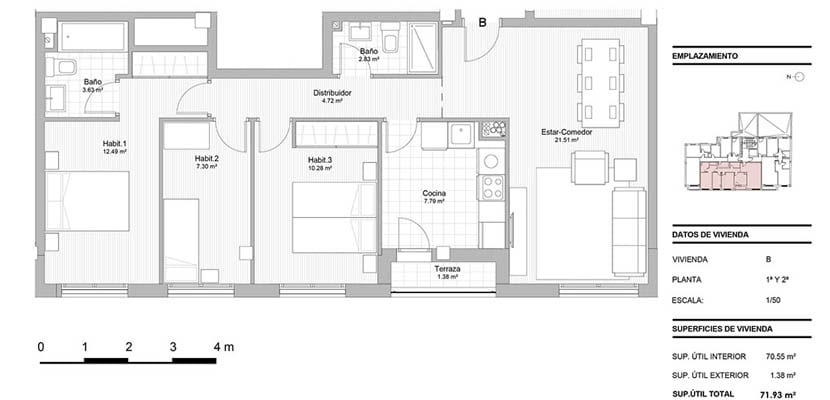 B
Baño
3.63 m²
Baño
2.83 m²
Distribuidor
4.72 m²
Estar-Comedor
21.51 m²
Habit.1
12.49 m²
Habit.2
7.30 m²
Habit.3
10.28 m²
Cocina
7.79 m²
Terraza
1.38 m²
0 1 2 3 4 m
EMPLAZAMIENTO
N
DATOS DE VIVIENDA
VIVIENDA B
PLANTA 1ª Y 2ª
ESCALA: 1/50
SUPERFICIES DE VIVIENDA
SUP. ÚTIL INTERIOR 70.55 m²
SUP. ÚTIL EXTERIOR 1.38 m²
SUP.ÚTIL TOTAL 71.93 m²